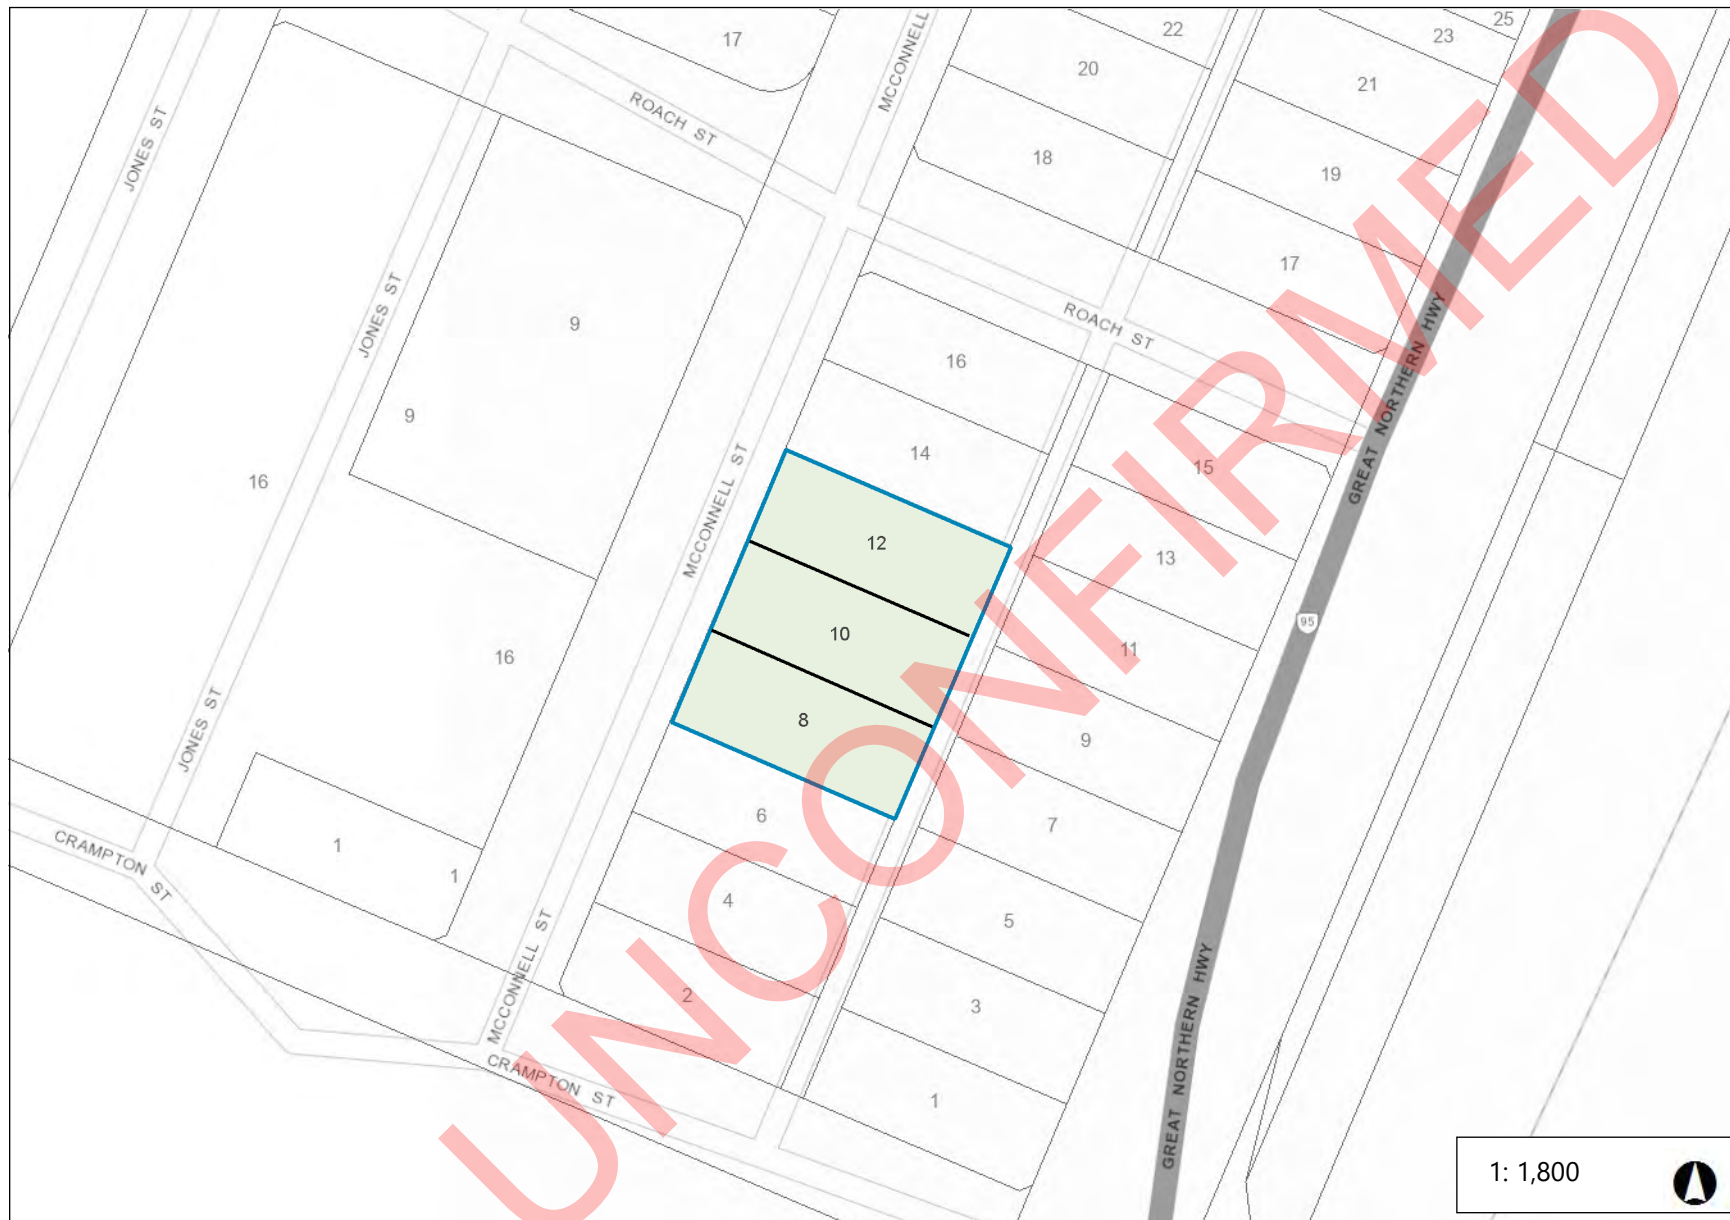 17
22
25
23
20
21
MCCONNELL
ROACH ST
JONES ST
18
19
17
9
JONES ST
ROACH ST
GREAT NORTHERN HWY
16
9
14
15
16
MCCONNELL ST
12
13
95
10
11
16
JONES ST
8
9
6
7
1
CRAMPTON ST
1
4
5
MCCONNELL ST
2
3
GREAT NORTHERN HWY
CRAMPTON ST
1
UNCONFIRMED
1: 1,800